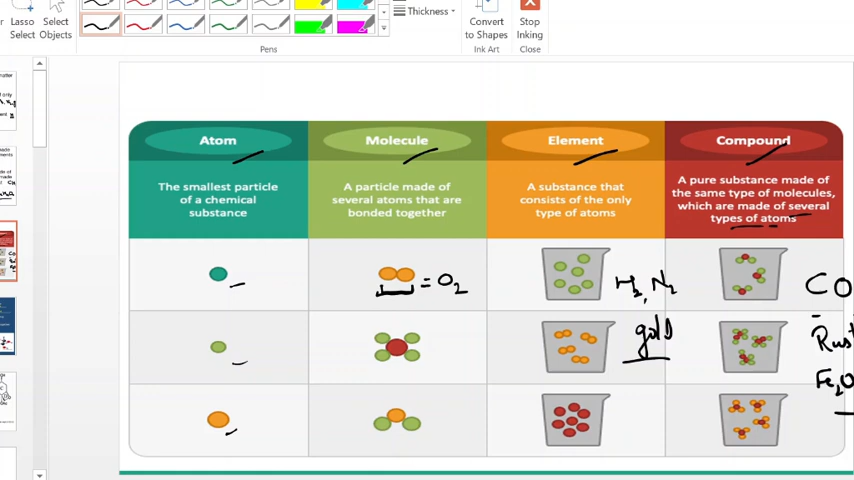 Lasso
Select
Select
Objects
Thickness
Convert
to Shapes
Stop
Inking
Pens
Ink Art
Close
Atom
Molecule
Element
Compound
The smallest particle
of a chemical
substance
A particle made of
several atoms that are
bonded together
A substance that
consists of the only
type of atoms
A pure substance made of
the same type of molecules,
which are made of several
types of atoms
= O2
H2, N2
CO
gold
Rust
Fe2O